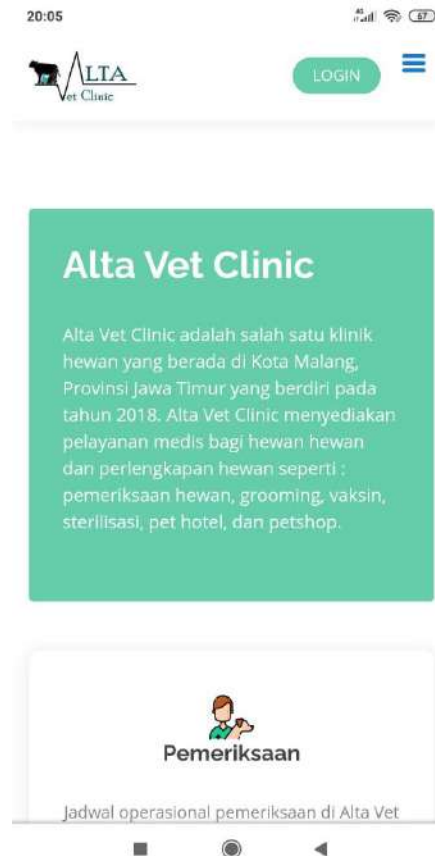 20:05
4G
67
ALTA
Vet Clinic
LOGIN
Alta Vet Clinic
Alta Vet Clinic adalah salah satu klinik
hewan yang berada di Kota Malang,
Provinsi Jawa Timur yang berdiri pada
tahun 2018. Alta Vet Clinic menyediakan
pelayanan medis bagi hewan hewan
dan perlengkapan hewan seperti :
pemeriksaan hewan, grooming, vaksin,
sterilisasi, pet hotel, dan petshop.
Pemeriksaan
Jadwal operasional pemeriksaan di Alta Vet